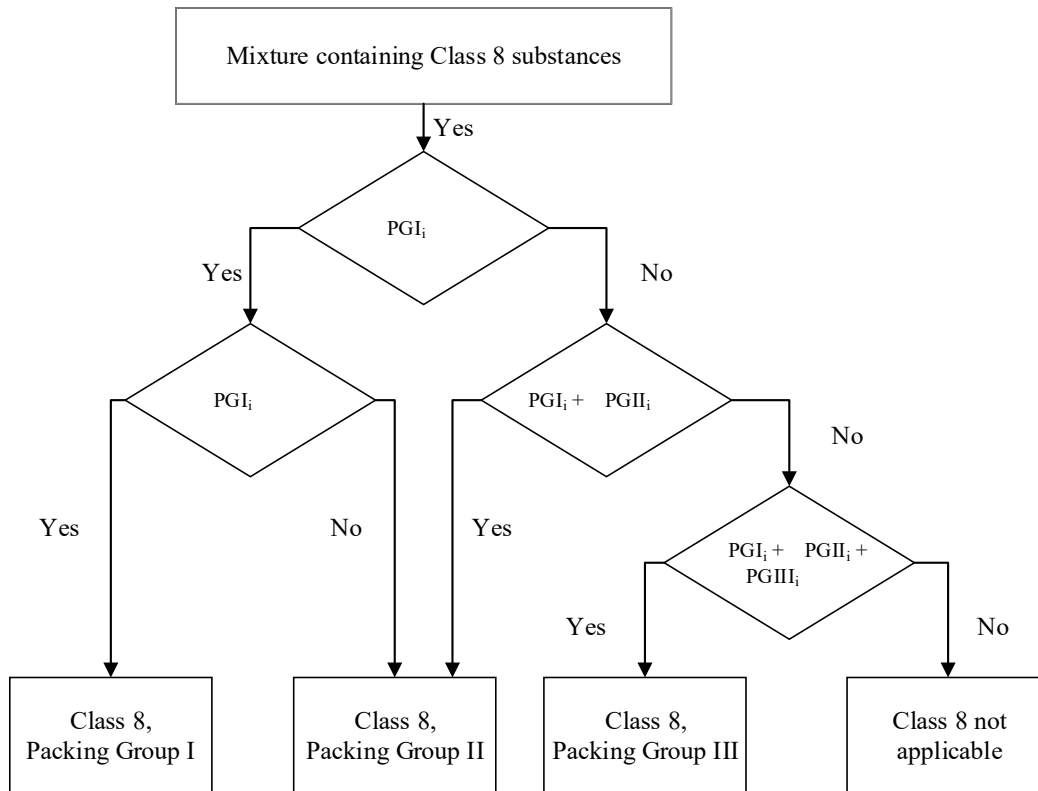 Mixture containing Class 8 substances
Yes
PGIᵢ
Yes
No
PGIᵢ
PGIᵢ + PGIIᵢ
No
Yes
No
Yes
PGIᵢ + PGIIᵢ +
PGIIIᵢ
Yes
No
Class 8,
Packing Group I
Class 8,
Packing Group II
Class 8,
Packing Group III
Class 8 not
applicable